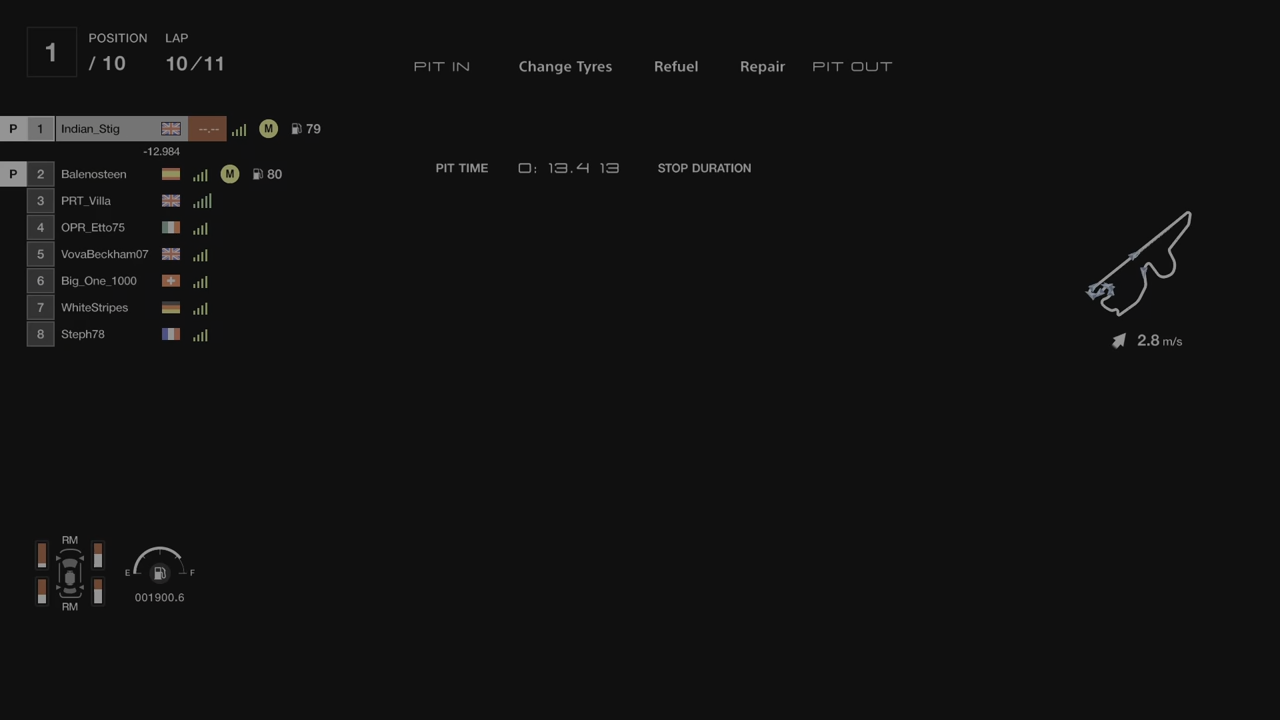 1 POSITION LAP
/ 10 10/11
PIT IN Change Tyres Refuel Repair PIT OUT
P 1 Indian_Stig --.-- M 79
-12.984
P 2 Balenosteen M 80
3 PRT_Villa
4 OPR_Etto75
5 VovaBeckham07
6 Big_One_1000
7 WhiteStripes
8 Steph78
PIT TIME 0: 13.4 13 STOP DURATION
2.8 m/s
RM
RM
E F
001900.6